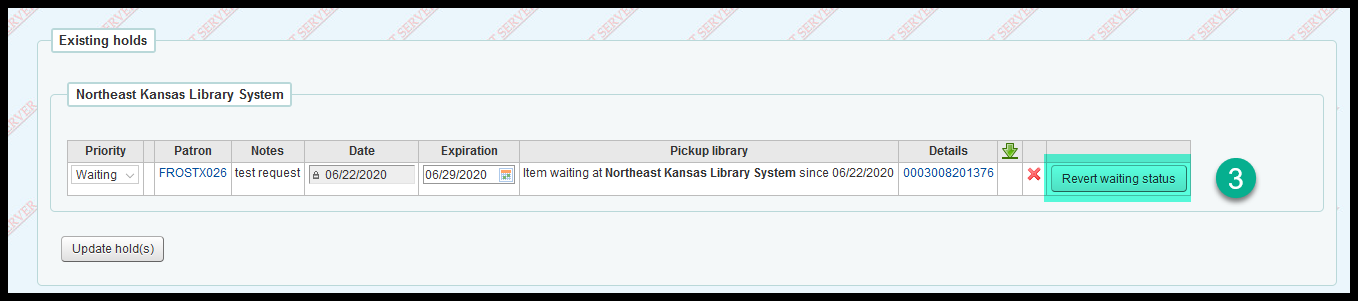 Existing holds
Northeast Kansas Library System
Priority Patron Notes Date Expiration Pickup library Details
Waiting FROSTX026 test request 06/22/2020 06/29/2020 Item waiting at Northeast Kansas Library System since 06/22/2020 0003008201376 Revert waiting status 3
Update hold(s)